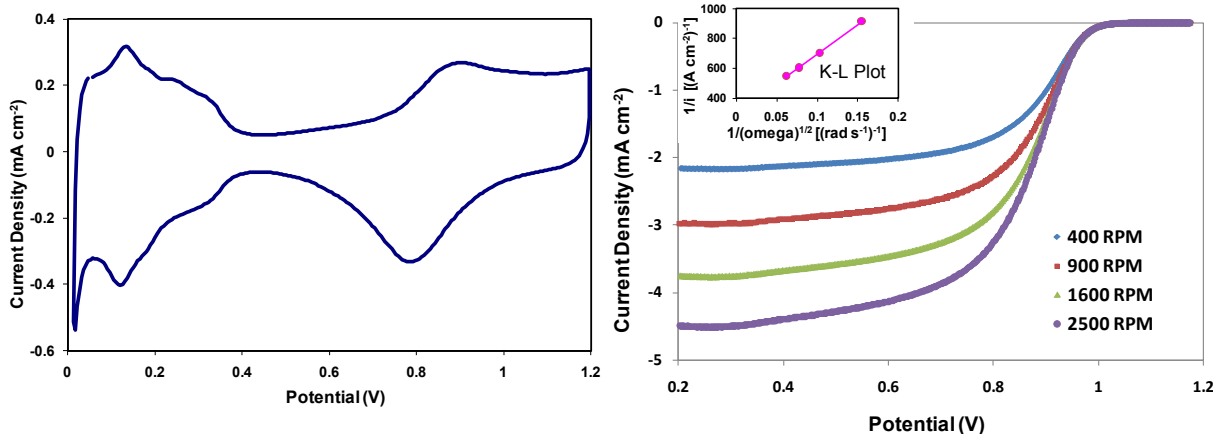 0.4
0.2
0
-0.2
-0.4
-0.6
Current Density (mA cm-2)
0 0.2 0.4 0.6 0.8 1 1.2
Potential (V)
1000
800
600
400
1/i [(A cm-2)-1]
K-L Plot
0 0.05 0.1 0.15 0.2
1/(omega)1/2 [(rad s-1)-1]
0
-1
-2
-3
-4
-5
Current Density (mA cm-2)
400 RPM
900 RPM
1600 RPM
2500 RPM
0.2 0.4 0.6 0.8 1 1.2
Potential (V)